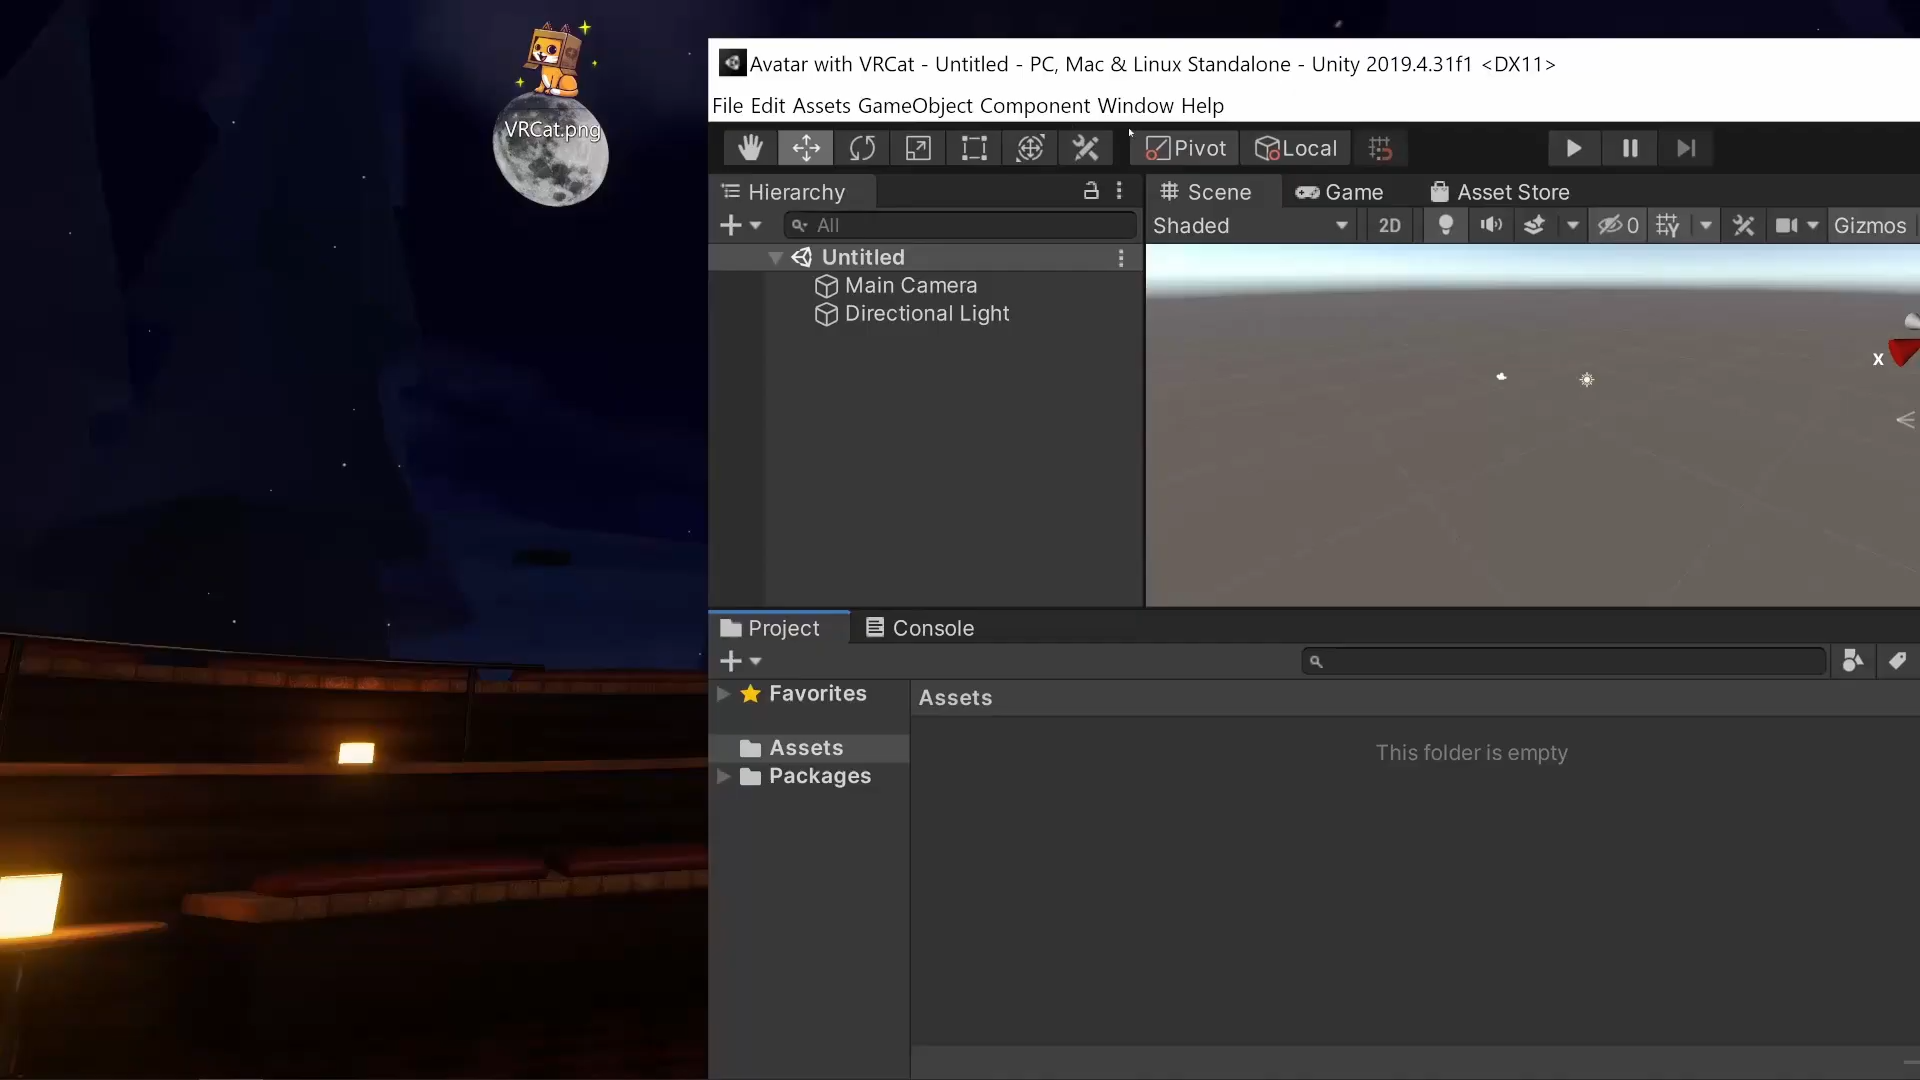 VRCat.png
Avatar with VRCat - Untitled - PC, Mac & Linux Standalone - Unity 2019.4.31f1 <DX11>
File Edit Assets GameObject Component Window Help
Pivot Local
Hierarchy
All
Untitled
Main Camera
Directional Light
Scene Game Asset Store
Shaded 2D 0 Gizmos
x
Project Console
Favorites
Assets
Packages
Assets
This folder is empty